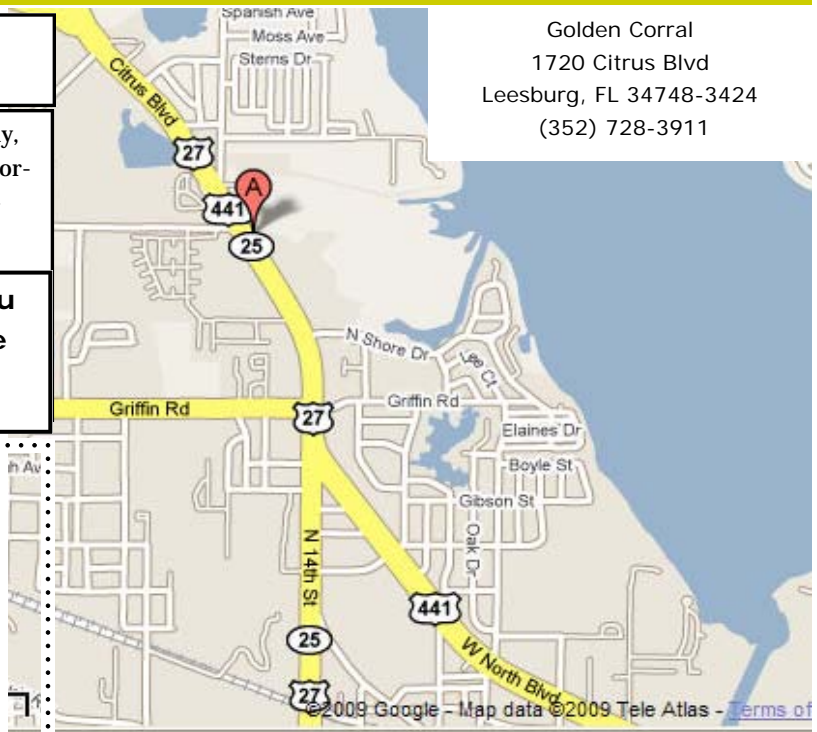 Golden Corral
1720 Citrus Blvd
Leesburg, FL 34748-3424
(352) 728-3911
Spanish Ave
Moss Ave
Sterns Dr
Citrus Blvd
27
A
441
25
N Shore Dr
Lee Ct
Griffin Rd
27
Griffin Rd
Elaines Dr
Boyle St
Gibson St
Oak Dr
N 14th St
441
25
W North Blvd
27
©2009 Google - Map data ©2009 Tele Atlas - Terms of